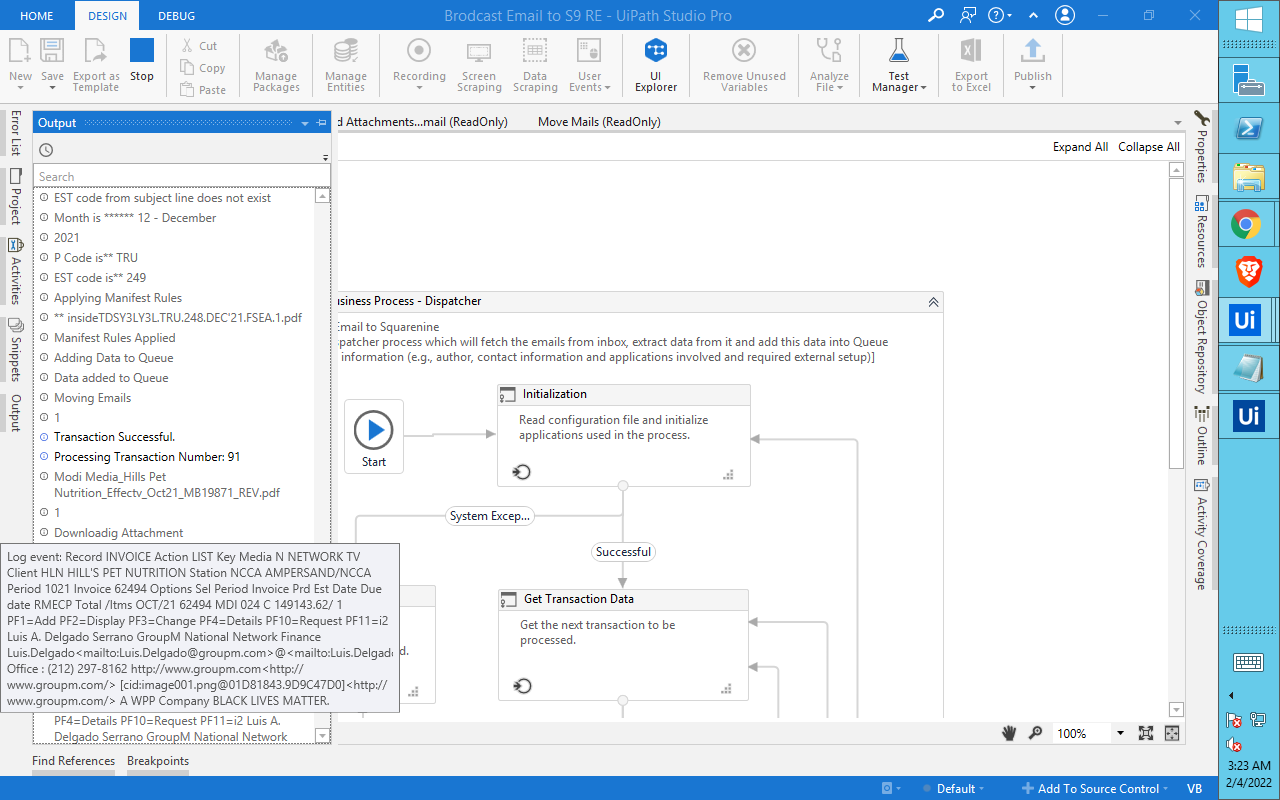 HOME
DESIGN
DEBUG
Brodcast Email to S9 RE - UiPath Studio Pro
New
Save
Export as
Template
Stop
Cut
Copy
Paste
Manage
Packages
Manage
Entities
Recording
Screen
Scraping
Data
Scraping
User
Events
UI
Explorer
Remove Unused
Variables
Analyze
File
Test
Manager
Export
to Excel
Publish
Error List
Project
Activities
Snippets
Output
Output
Search
EST code from subject line does not exist
Month is ****** 12 - December
2021
P Code is** TRU
EST code is** 249
Applying Manifest Rules
** insideTDSY3LY3L.TRU.248.DEC'21.FSEA.1.pdf
Manifest Rules Applied
Adding Data to Queue
Data added to Queue
Moving Emails
1
Transaction Successful.
Processing Transaction Number: 91
Modi Media_Hills Pet
Nutrition_Effectv_Oct21_MB19871_REV.pdf
1
Downloadig Attachment
Log event: Record INVOICE Action LIST Key Media N NETWORK TV
Client HLN HILL'S PET NUTRITION Station NCCA AMPERSAND/NCCA
Period 1021 Invoice 62494 Options Sel Period Invoice Prd Est Date Due
date RMECP Total /Itms OCT/21 62494 MDI 024 C 149143.62/ 1
PF1=Add PF2=Display PF3=Change PF4=Details PF10=Request PF11=i2
Luis A. Delgado Serrano GroupM National Network Finance
Luis.Delgado<mailto:Luis.Delgado@groupm.com>@<mailto:Luis.Delgado
Office : (212) 297-8162 http://www.groupm.com<http://
www.groupm.com/> [cid:image001.png@01D81843.9D9C47D0]<http://
www.groupm.com/> A WPP Company BLACK LIVES MATTER.
PF4=Details PF10=Request PF11=i2 Luis A.
Delgado Serrano GroupM National Network
Find References
Breakpoints
d Attachments...mail (ReadOnly)
Move Mails (ReadOnly)
Expand All
Collapse All
usiness Process - Dispatcher
Email to Squarenine
patcher process which will fetch the emails from inbox, extract data from it and add this data into Queue
information (e.g., author, contact information and applications involved and required external setup)]
Start
Initialization
Read configuration file and initialize
applications used in the process.
System Excep...
Successful
Get Transaction Data
Get the next transaction to be
processed.
d.
100%
Properties
Resources
Object Repository
Outline
Activity Coverage
Default
Add To Source Control
VB
Ui
Ui
3:23 AM
2/4/2022